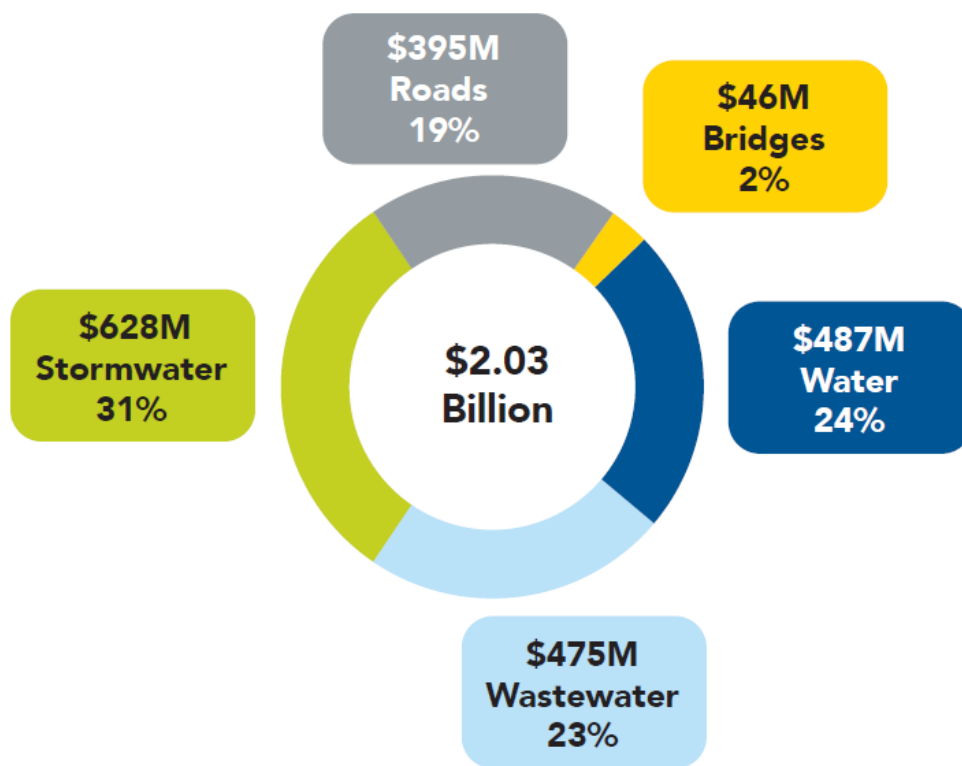 $395M
Roads
19%
$46M
Bridges
2%
$628M
Stormwater
31%
$2.03
Billion
$487M
Water
24%
$475M
Wastewater
23%